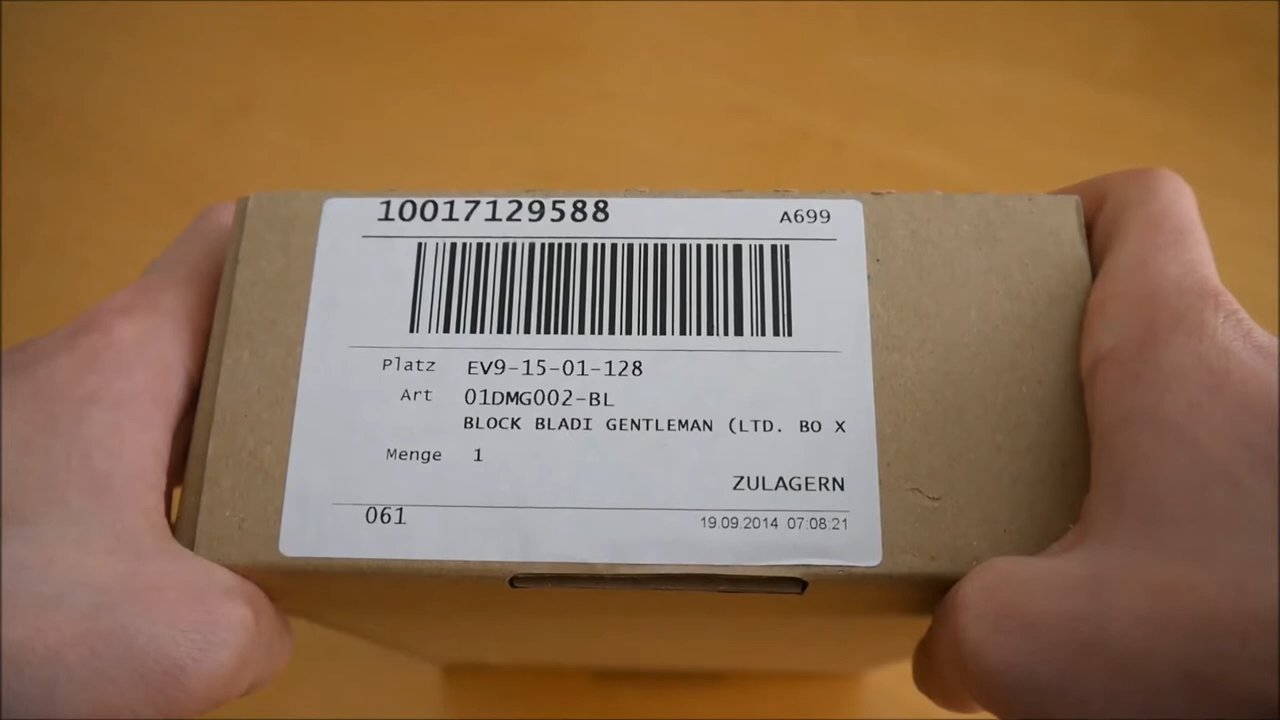 10017129588 A699
Platz EV9-15-01-128
Art 01DMG002-BL
BLOCK BLADI GENTLEMAN (LTD. BO X
Menge 1
ZULAGERN
061 19.09.2014 07:08:21